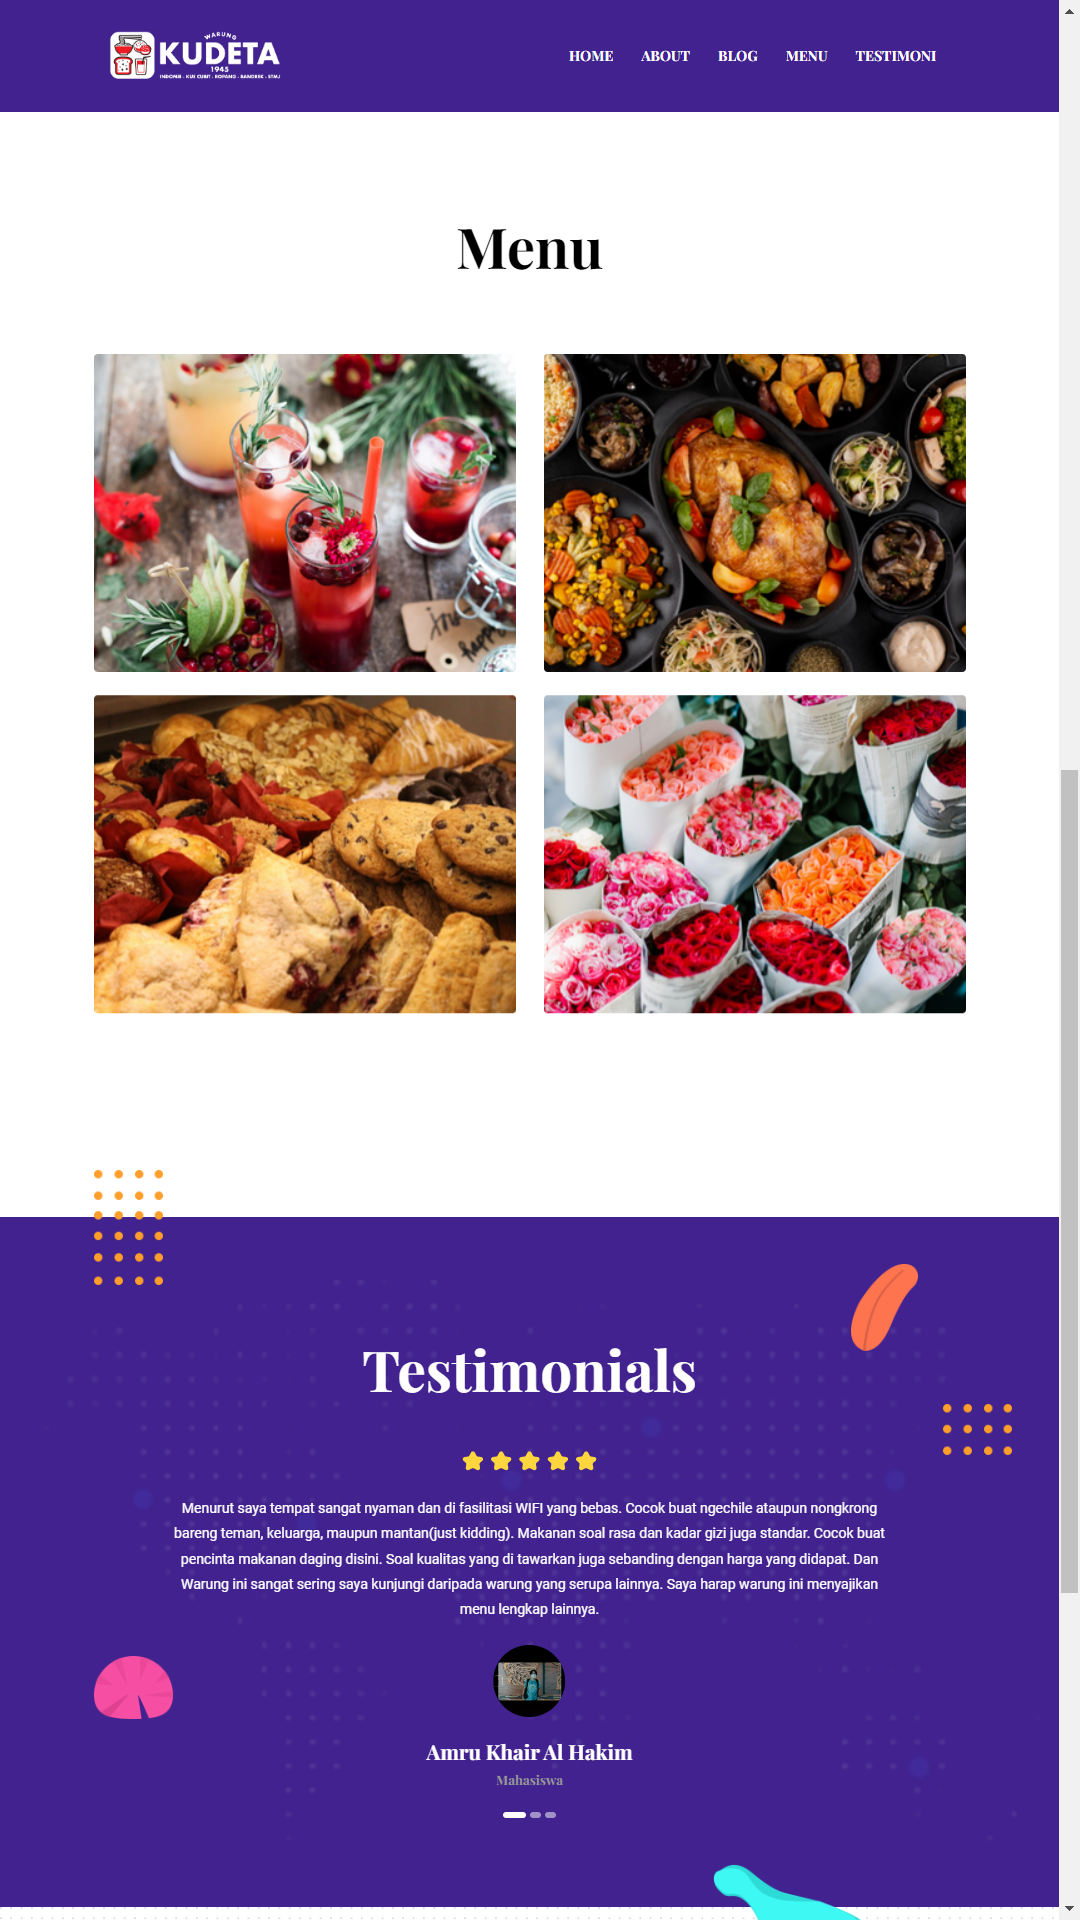 WARUNG
KUDETA
1945
INDOMIE - KUE CUBIT - ROPANG - BANDREK - STMJ
HOME ABOUT BLOG MENU TESTIMONI
Menu
Testimonials
Menurut saya tempat sangat nyaman dan di fasilitasi WIFI yang bebas. Cocok buat ngechile ataupun nongkrong
bareng teman, keluarga, maupun mantan(just kidding). Makanan soal rasa dan kadar gizi juga standar. Cocok buat
pencinta makanan daging disini. Soal kualitas yang di tawarkan juga sebanding dengan harga yang didapat. Dan
Warung ini sangat sering saya kunjungi daripada warung yang serupa lainnya. Saya harap warung ini menyajikan
menu lengkap lainnya.
Amru Khair Al Hakim
Mahasiswa